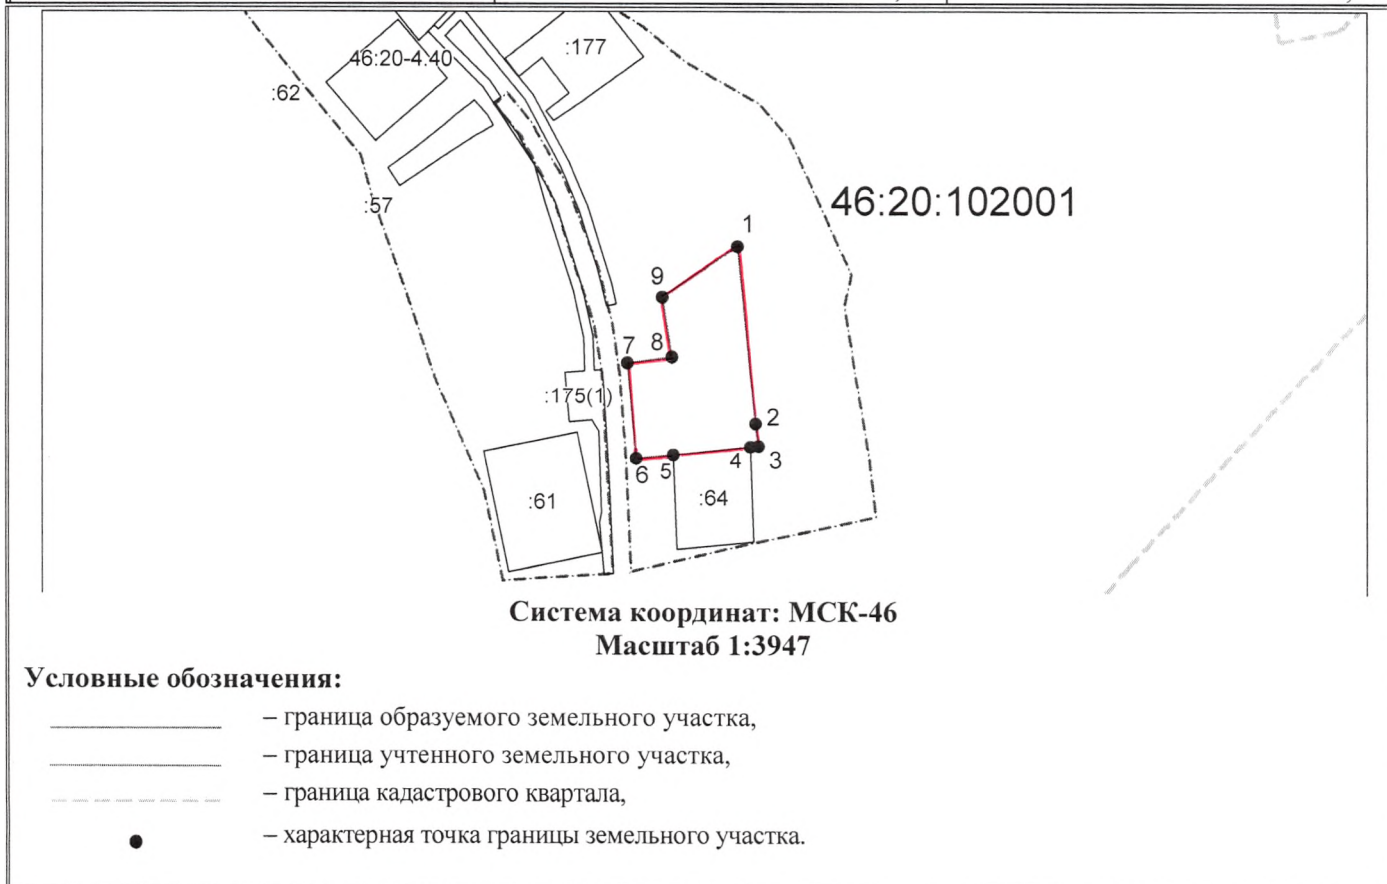 :177
46:20-4.40
:62
:57
46:20:102001
1
9
8
7
:175(1)
2
4
3
5
6
:64
:61
Система координат: МСК-46
Масштаб 1:3947
Условные обозначения:
– граница образуемого земельного участка,
– граница учтенного земельного участка,
– граница кадастрового квартала,
– характерная точка границы земельного участка.